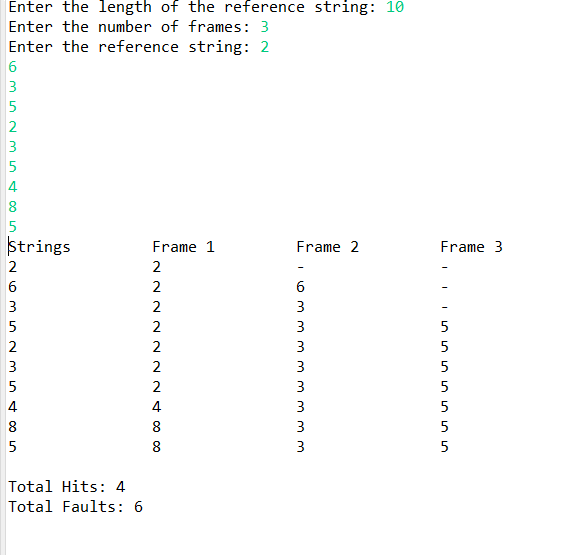 Enter the length of the reference string: 10
Enter the number of frames: 3
Enter the reference string: 2
6
3
5
2
3
5
4
8
5
Strings Frame 1 Frame 2 Frame 3
2 2 - -
6 2 6 -
3 2 3 -
5 2 3 5
2 2 3 5
3 2 3 5
5 2 3 5
4 4 3 5
8 8 3 5
5 8 3 5
Total Hits: 4
Total Faults: 6